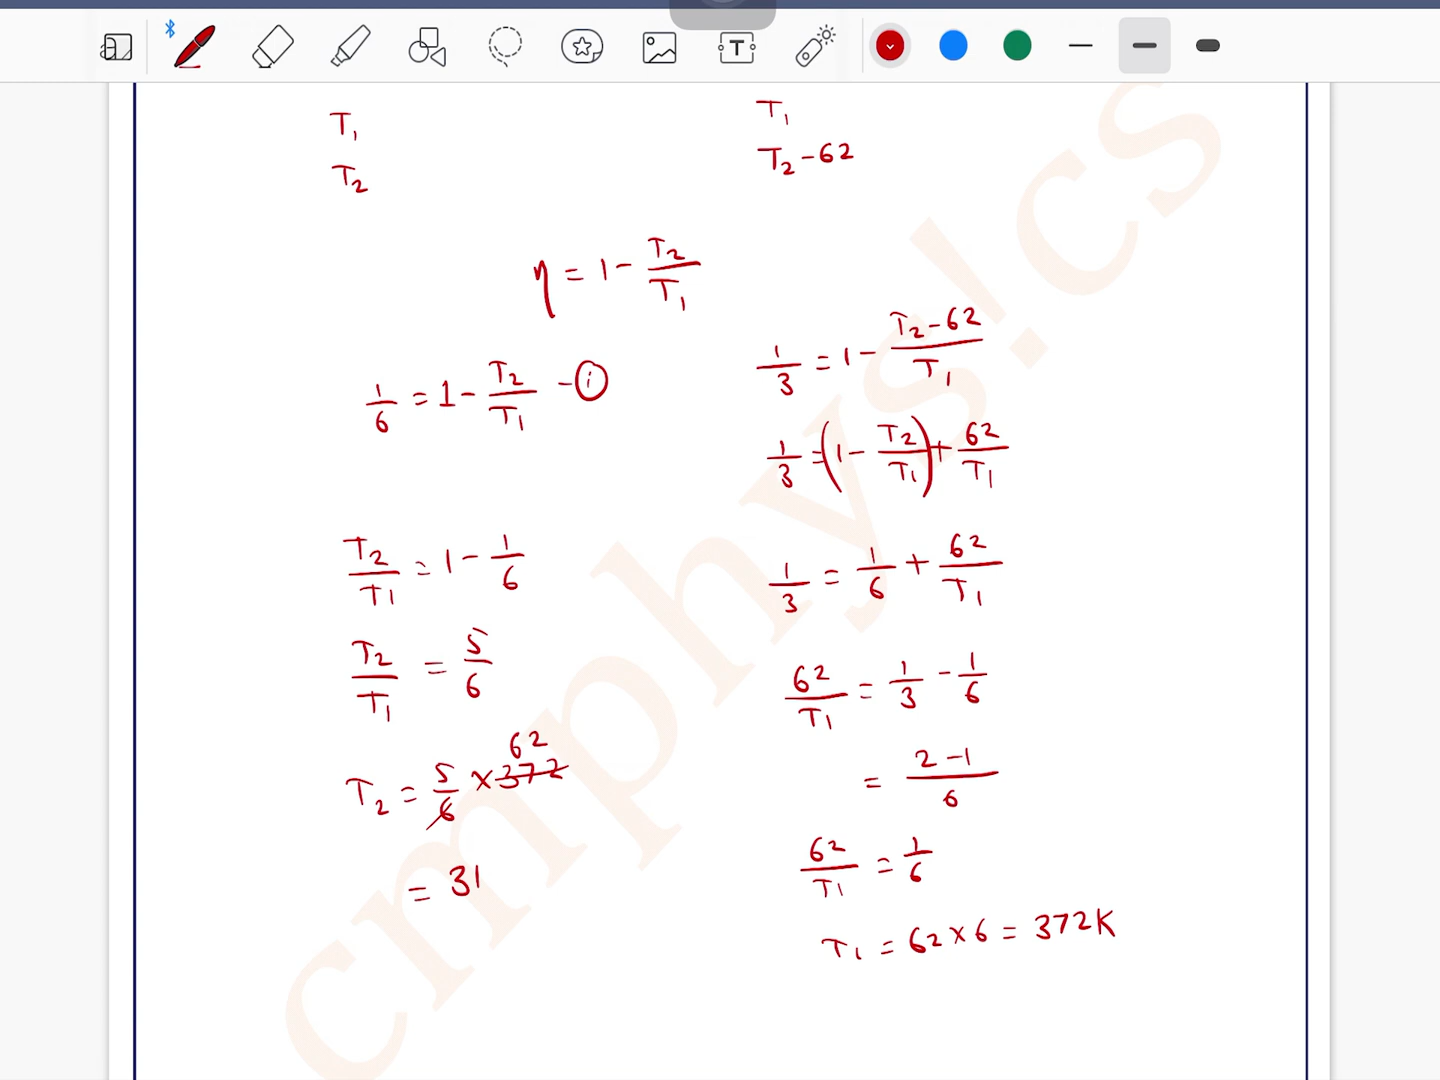 T₁
T₂
T₁
T₂-62
η = 1 - T₂/T₁
1/6 = 1 - T₂/T₁ - (i)
T₂/T₁ = 1 - 1/6
T₂/T₁ = 5/6
62
T₂ = 5/6 × 372
= 31
1/3 = 1 - T₂-62/T₁
1/3 = (1 - T₂/T₁) + 62/T₁
1/3 = 1/6 + 62/T₁
62/T₁ = 1/3 - 1/6
= 2-1/6
62/T₁ = 1/6
T₁ = 62×6 = 372K
cmphys!cs